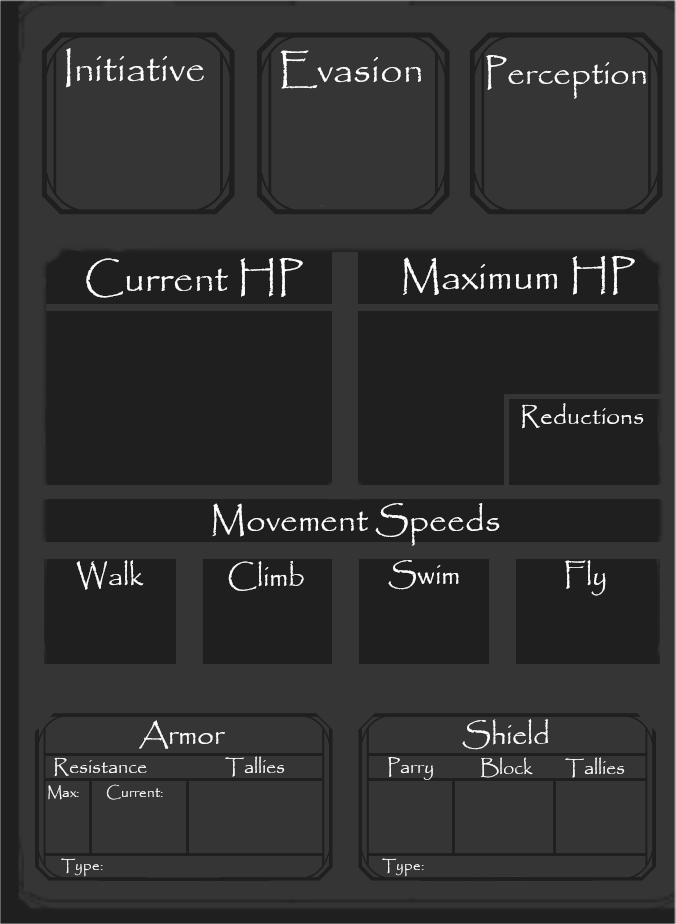 Initiative Evasion Perception
Current HP Maximum HP
Reductions
Movement Speeds
Walk Climb Swim Fly
Armor Shield
Resistance Tallies Parry Block Tallies
Max: Current:
Type: Type: